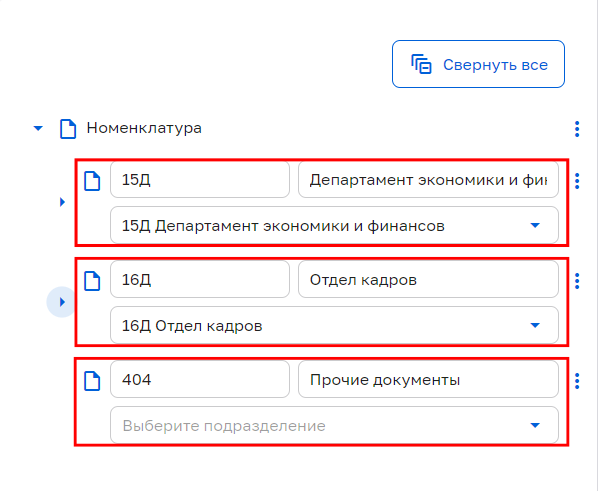 Свернуть все
Номенклатура
15Д Департамент экономики и фин
15Д Департамент экономики и финансов
16Д Отдел кадров
16Д Отдел кадров
404 Прочие документы
Выберите подразделение